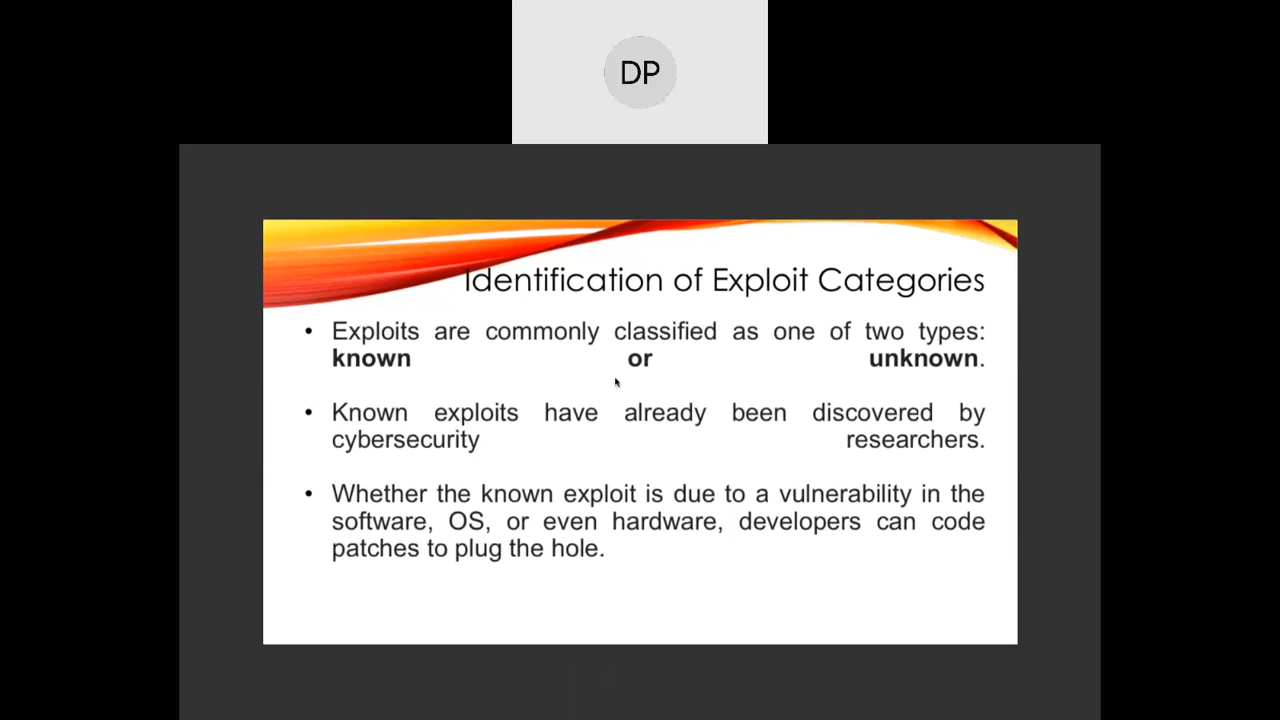 DP
Identification of Exploit Categories
• Exploits are commonly classified as one of two types:
known or unknown.
• Known exploits have already been discovered by
cybersecurity researchers.
• Whether the known exploit is due to a vulnerability in the
software, OS, or even hardware, developers can code
patches to plug the hole.